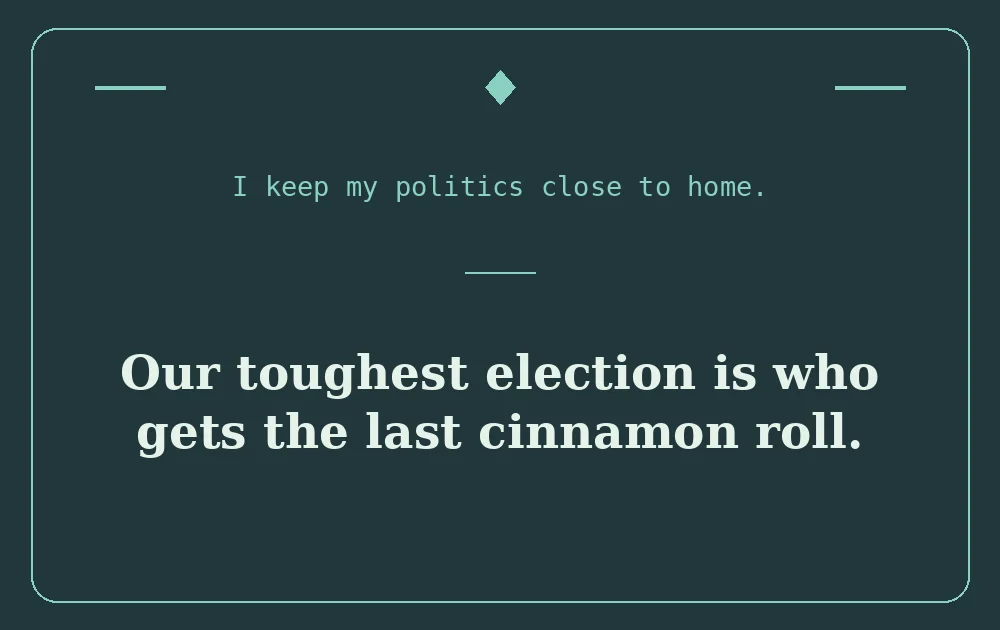 I keep my politics close to home.
Our toughest election is who
gets the last cinnamon roll.